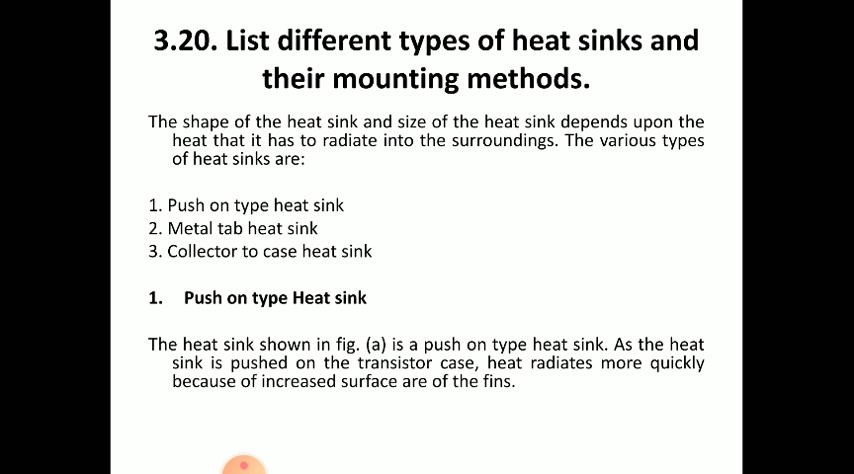 3.20. List different types of heat sinks and
their mounting methods.
The shape of the heat sink and size of the heat sink depends upon the
heat that it has to radiate into the surroundings. The various types
of heat sinks are:
1. Push on type heat sink
2. Metal tab heat sink
3. Collector to case heat sink
1. Push on type Heat sink
The heat sink shown in fig. (a) is a push on type heat sink. As the heat
sink is pushed on the transistor case, heat radiates more quickly
because of increased surface are of the fins.